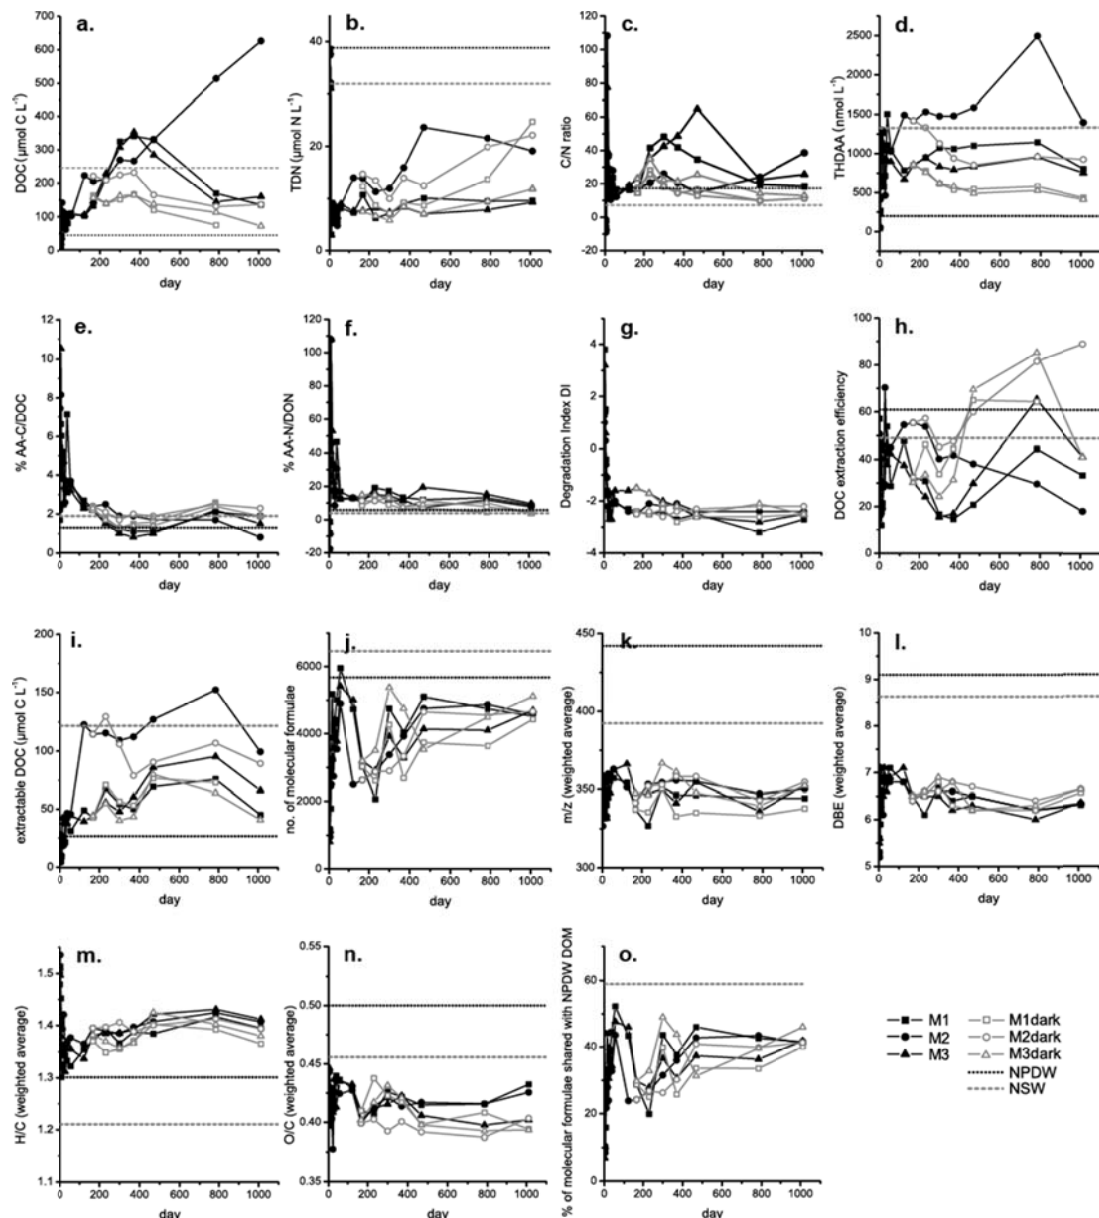 a.
DOC (µmol C L⁻¹)
700
600
500
400
300
200
100
0
0 200 400 600 800 1000
day
b.
TDN (µmol N L⁻¹)
40
20
0
0 200 400 600 800 1000
day
c.
C/N ratio
120
100
80
60
40
20
0
-20
0 200 400 600 800 1000
day
d.
THDAA (nmol L⁻¹)
2500
2000
1500
1000
500
0
0 200 400 600 800 1000
day
e.
% AA-C/DOC
12
10
8
6
4
2
0
0 200 400 600 800 1000
day
f.
% AA-N/DON
120
100
80
60
40
20
0
-20
0 200 400 600 800 1000
day
g.
Degradation Index DI
4
2
0
-2
-4
0 200 400 600 800 1000
day
h.
DOC extraction efficiency
100
80
60
40
20
0
0 200 400 600 800 1000
day
i.
extractable DOC (µmol C L⁻¹)
200
150
100
50
0
0 200 400 600 800 1000
day
j.
no. of molecular formulae
6000
4000
2000
0
0 200 400 600 800 1000
day
k.
m/z (weighted average)
450
400
350
300
0 200 400 600 800 1000
day
l.
DBE (weighted average)
10
9
8
7
6
5
0 200 400 600 800 1000
day
m.
H/C (weighted average)
1.5
1.4
1.3
1.2
1.1
0 200 400 600 800 1000
day
n.
O/C (weighted average)
0.55
0.50
0.45
0.40
0.35
0 200 400 600 800 1000
day
o.
% of molecular formulae shared with NPDW DOM
60
40
20
0
0 200 400 600 800 1000
day
M1
M2
M3
M1dark
M2dark
M3dark
NPDW
NSW